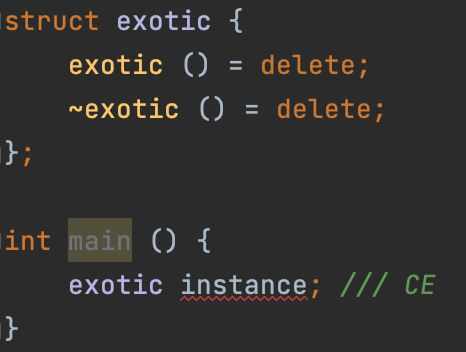 struct exotic {
    exotic () = delete;
    ~exotic () = delete;
};
int main () {
    exotic instance; /// CE
}